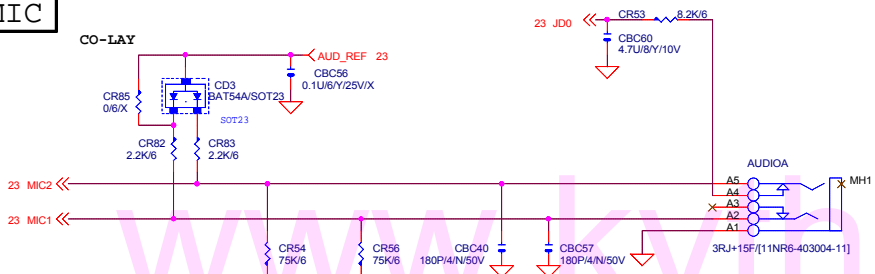 MIC
CO-LAY
AUD_REF 23
CBC56
0.1U/6/Y/25V/X
CR85
0/6/X
CD3
BAT54A/SOT23
SOT23
CR82
2.2K/6
CR83
2.2K/6
23 JD0
CR53 8.2K/6
CBC60
4.7U/8/Y/10V
AUDIOA
23 MIC2
A5
A4
A3
A2
A1
MH1
23 MIC1
CR54
75K/6
CR56
75K/6
CBC40
180P/4/N/50V
CBC57
180P/4/N/50V
3RJ+15F/[11NR6-403004-11]